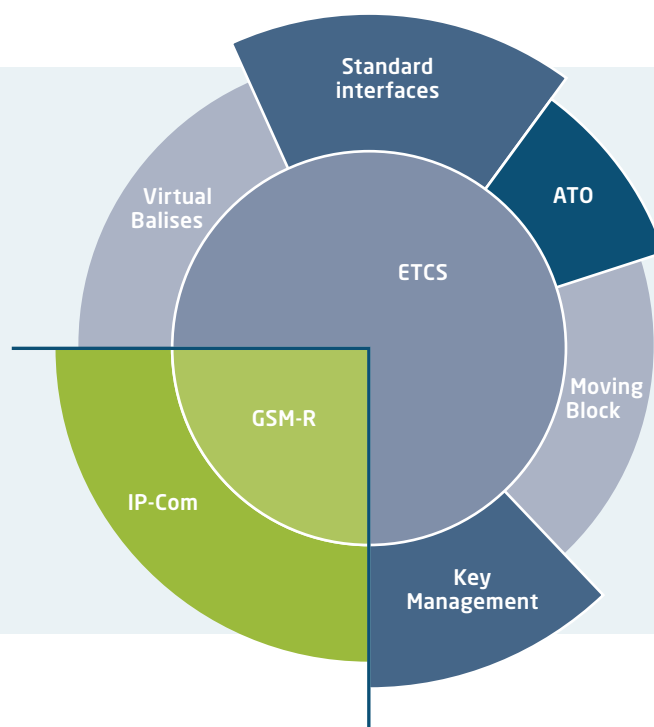 Standard
interfaces
Virtual
Balises
ATO
ETCS
Moving
Block
GSM-R
IP-Com
Key
Management